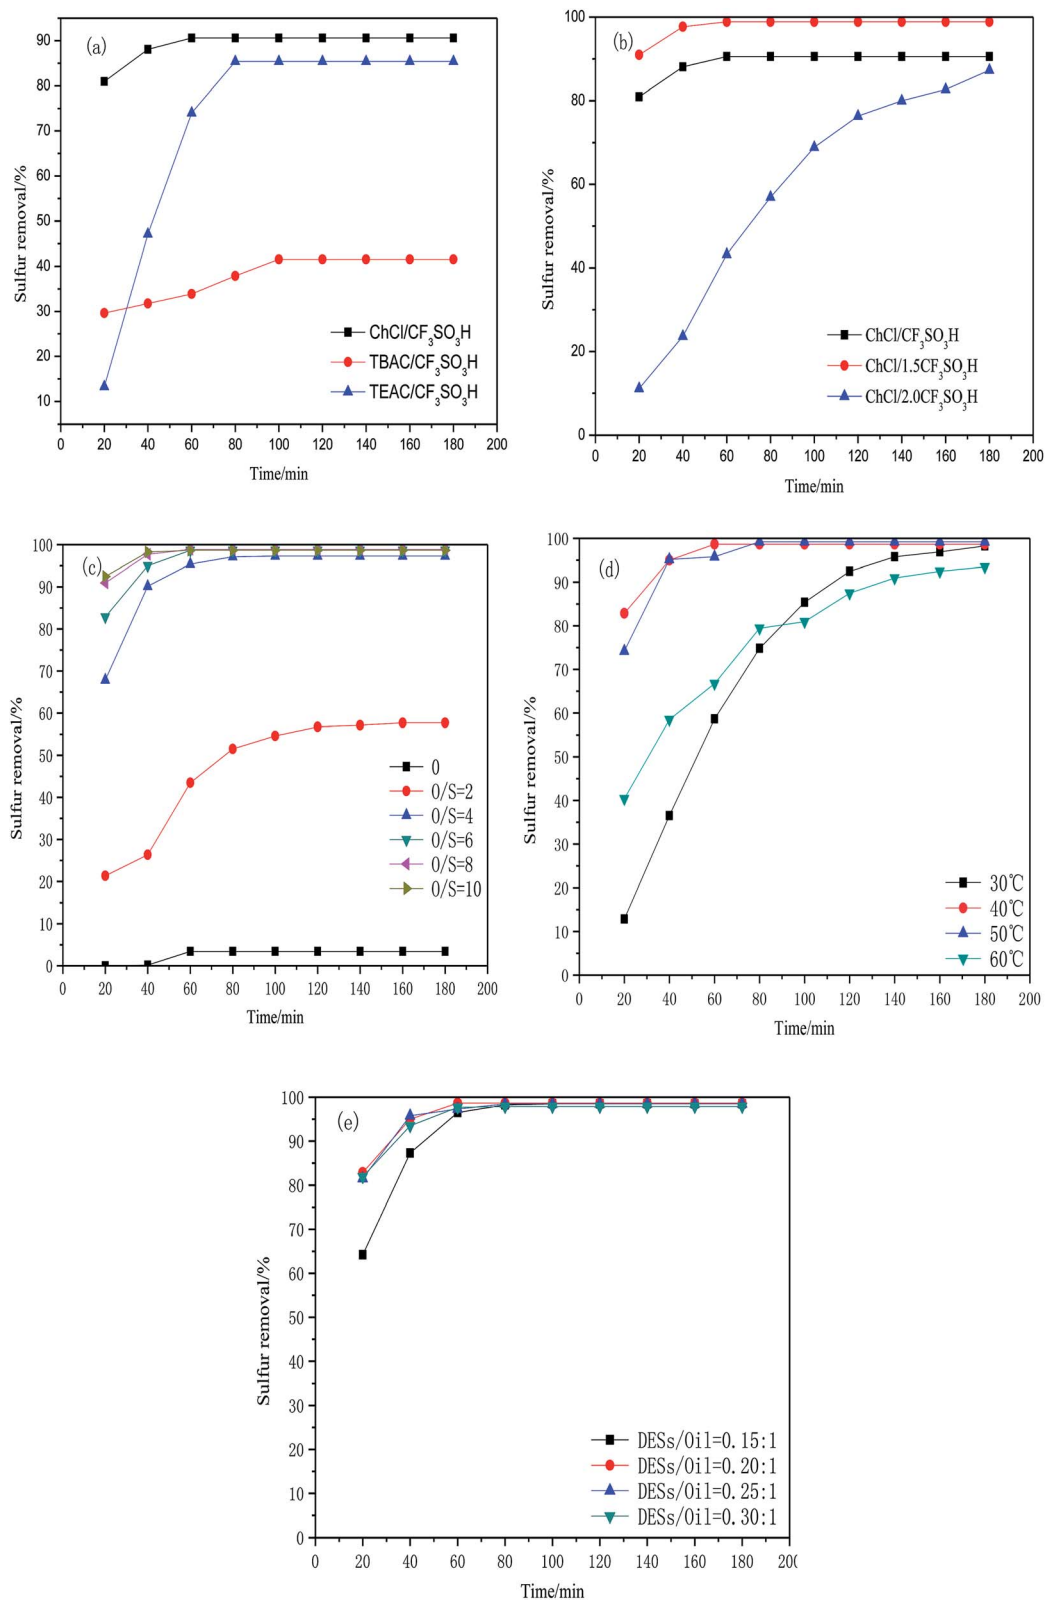 (a)
Sulfur removal/%
90
80
70
60
50
40
30
20
10
0 20 40 60 80 100 120 140 160 180 200
Time/min
ChCl/CF₃SO₃H
TBAC/CF₃SO₃H
TEAC/CF₃SO₃H
(b)
Sulfur removal/%
100
80
60
40
20
0
0 20 40 60 80 100 120 140 160 180 200
Time/min
ChCl/CF₃SO₃H
ChCl/1.5CF₃SO₃H
ChCl/2.0CF₃SO₃H
(c)
Sulfur removal/%
100
90
80
70
60
50
40
30
20
10
0
0 20 40 60 80 100 120 140 160 180 200
Time/min
0
O/S=2
O/S=4
O/S=6
O/S=8
O/S=10
(d)
Sulfur removal/%
100
90
80
70
60
50
40
30
20
10
0
0 20 40 60 80 100 120 140 160 180 200
Time/min
30℃
40℃
50℃
60℃
(e)
Sulfur removal/%
100
90
80
70
60
50
40
30
20
10
0
0 20 40 60 80 100 120 140 160 180 200
Time/min
DESs/Oil=0.15:1
DESs/Oil=0.20:1
DESs/Oil=0.25:1
DESs/Oil=0.30:1